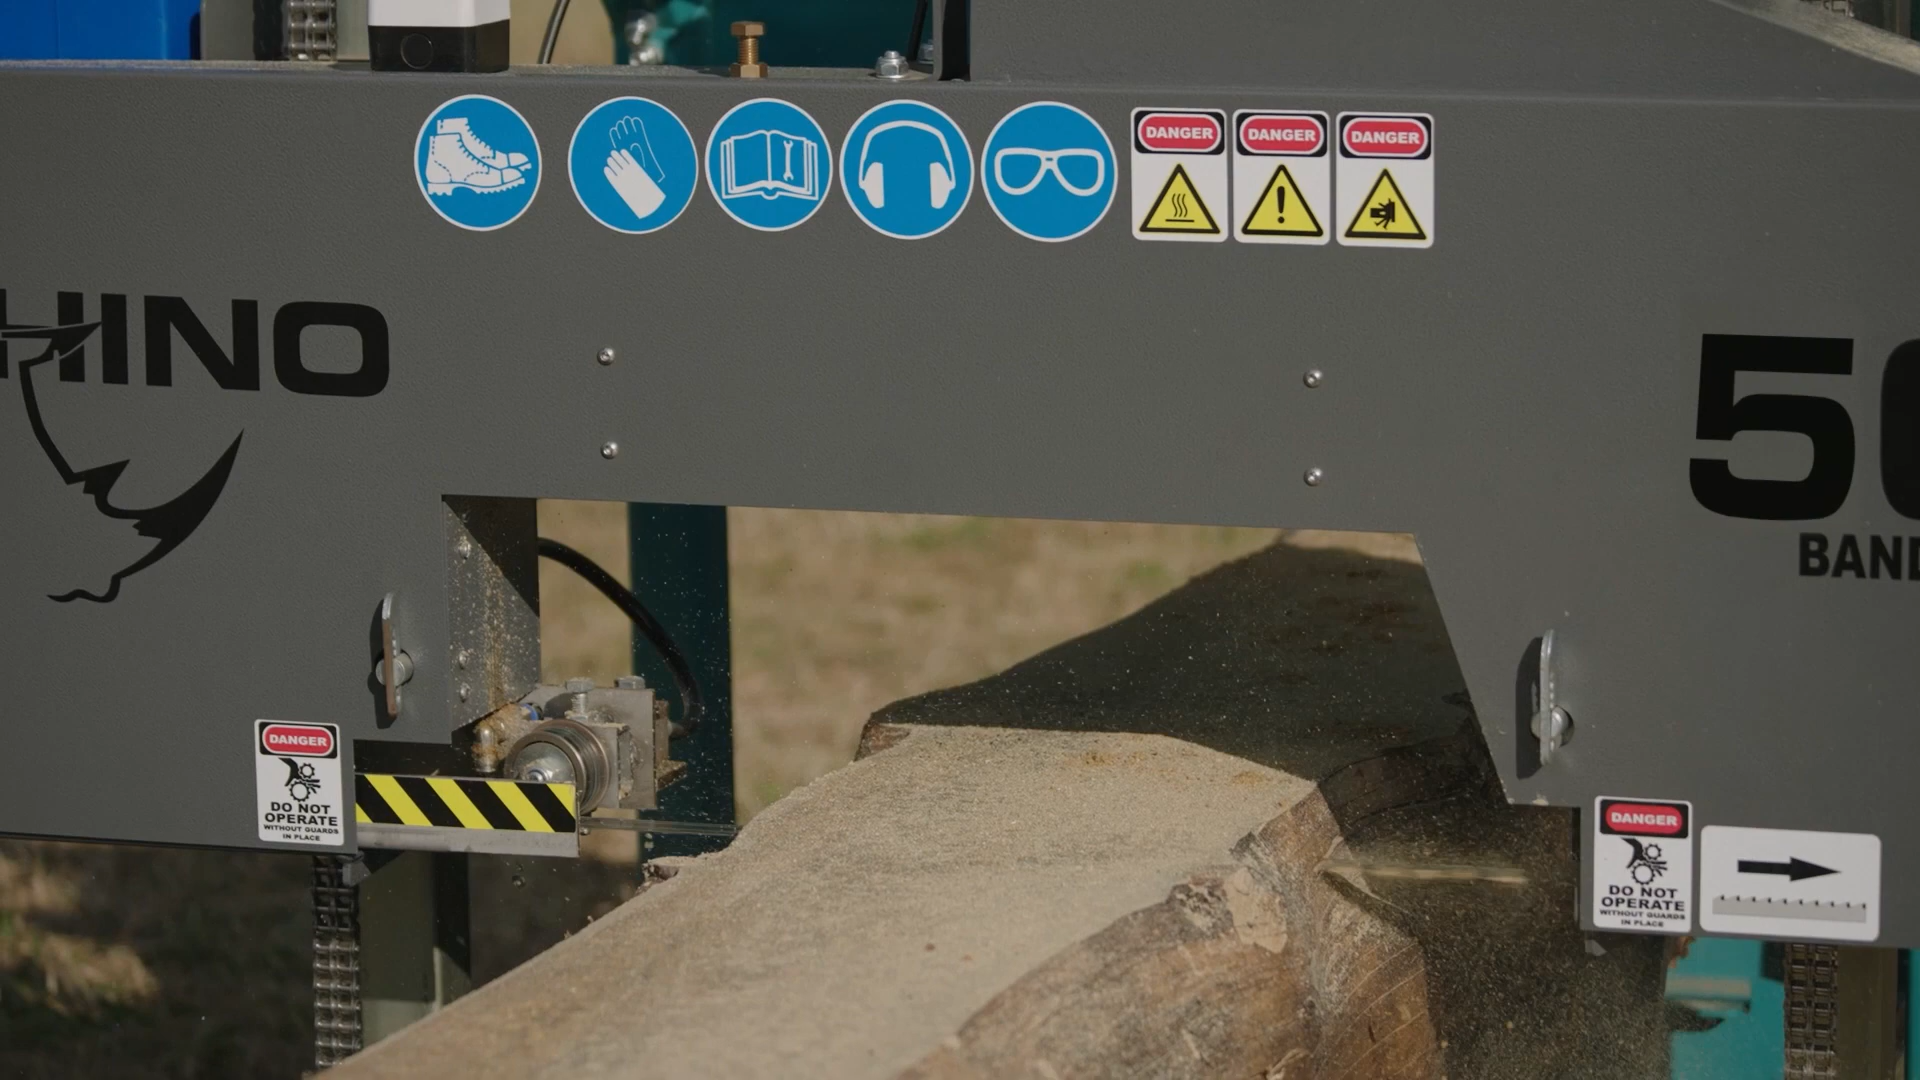 DANGER
DANGER
DANGER
HINO
50
BAND
DANGER
DO NOT
OPERATE
WITHOUT GUARDS
IN PLACE
DANGER
DO NOT
OPERATE
WITHOUT GUARDS
IN PLACE